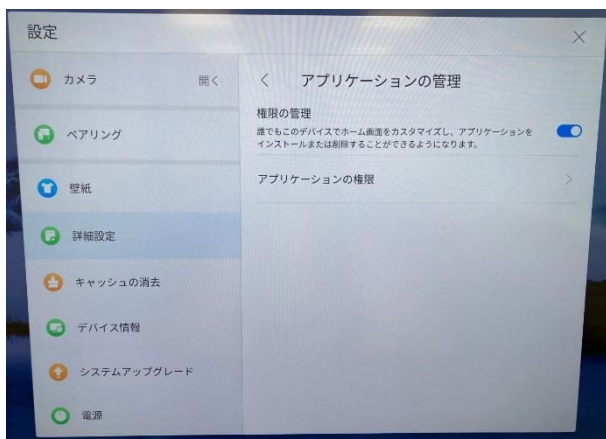 設定
カメラ
開く
ペアリング
壁紙
詳細設定
キャッシュの消去
デバイス情報
システムアップグレード
電源
アプリケーションの管理
権限の管理
誰でもこのデバイスでホーム画面をカスタマイズし、アプリケーションを
インストールまたは削除することができるようになります。
アプリケーションの権限